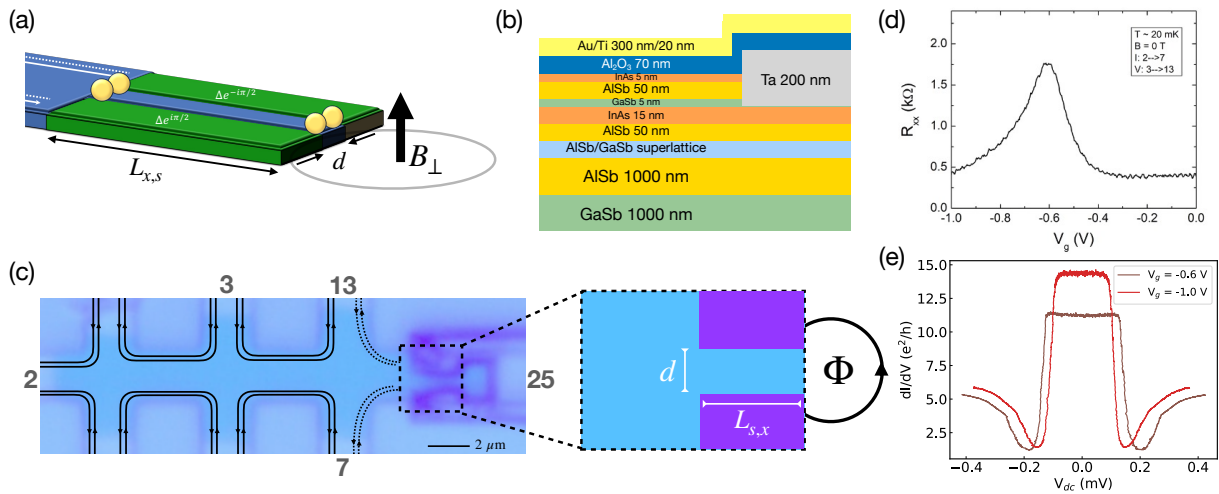 (a)
Δe^{-iπ/2}
Δe^{iπ/2}
L_{x,s}
d
B_⊥
(b)
Au/Ti 300 nm/20 nm
Al₂O₃ 70 nm
InAs 5 nm
AlSb 50 nm
GaSb 5 nm
InAs 15 nm
AlSb 50 nm
AlSb/GaSb superlattice
AlSb 1000 nm
GaSb 1000 nm
Ta 200 nm
(d)
R_{xx} (kΩ)
2.0
1.5
1.0
0.5
0.0
-1.0 -0.8 -0.6 -0.4 -0.2 0.0
V_g (V)
T ~ 20 mK
B = 0 T
I: 2-->7
V: 3-->13
(c)
3
13
2
25
7
2 μm
d
L_{s,x}
Φ
(e)
dI/dV (e²/h)
15.0
12.5
10.0
7.5
5.0
2.5
−0.4 −0.2 0.0 0.2 0.4
V_{dc} (mV)
V_g = -0.6 V
V_g = -1.0 V